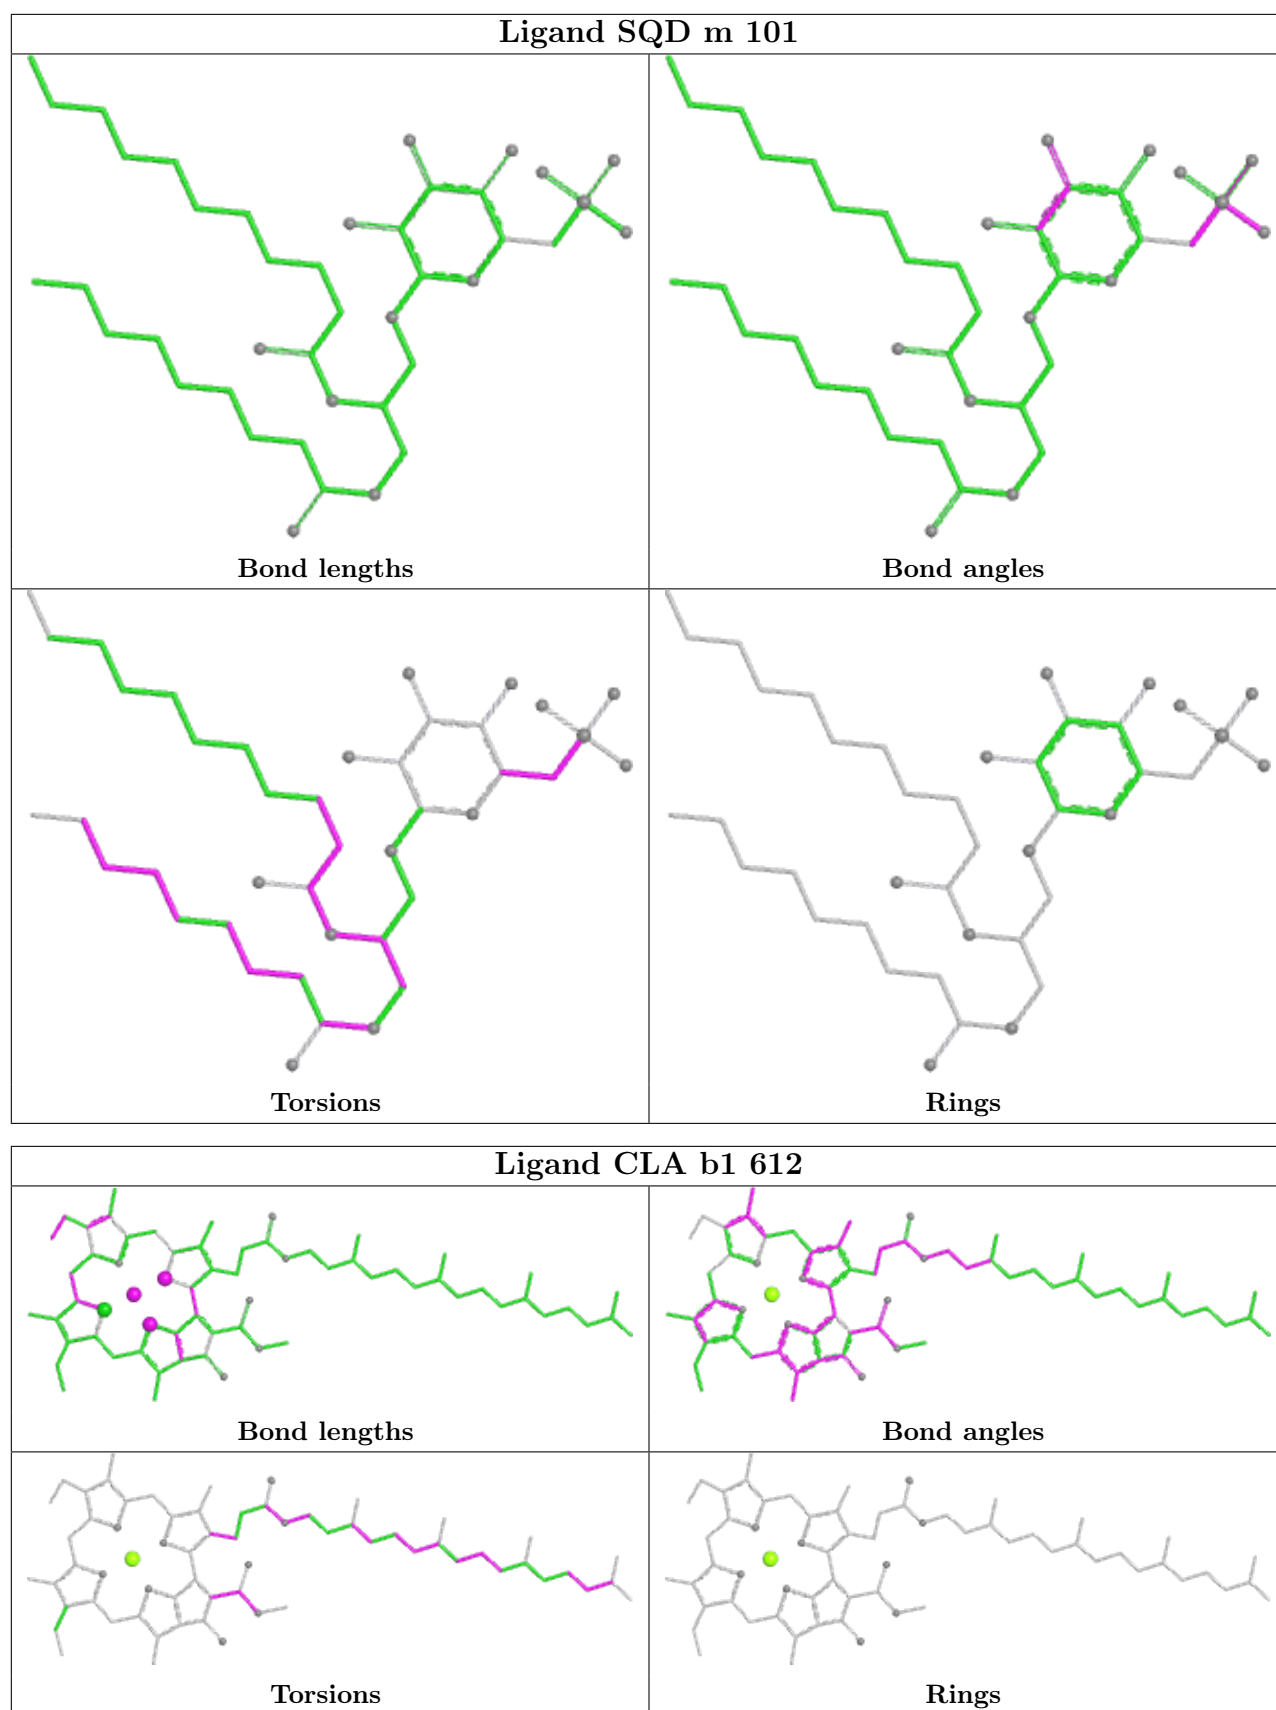 Ligand SQD m 101
Bond lengths
Bond angles
Torsions
Rings
Ligand CLA b1 612
Bond lengths
Bond angles
Torsions
Rings